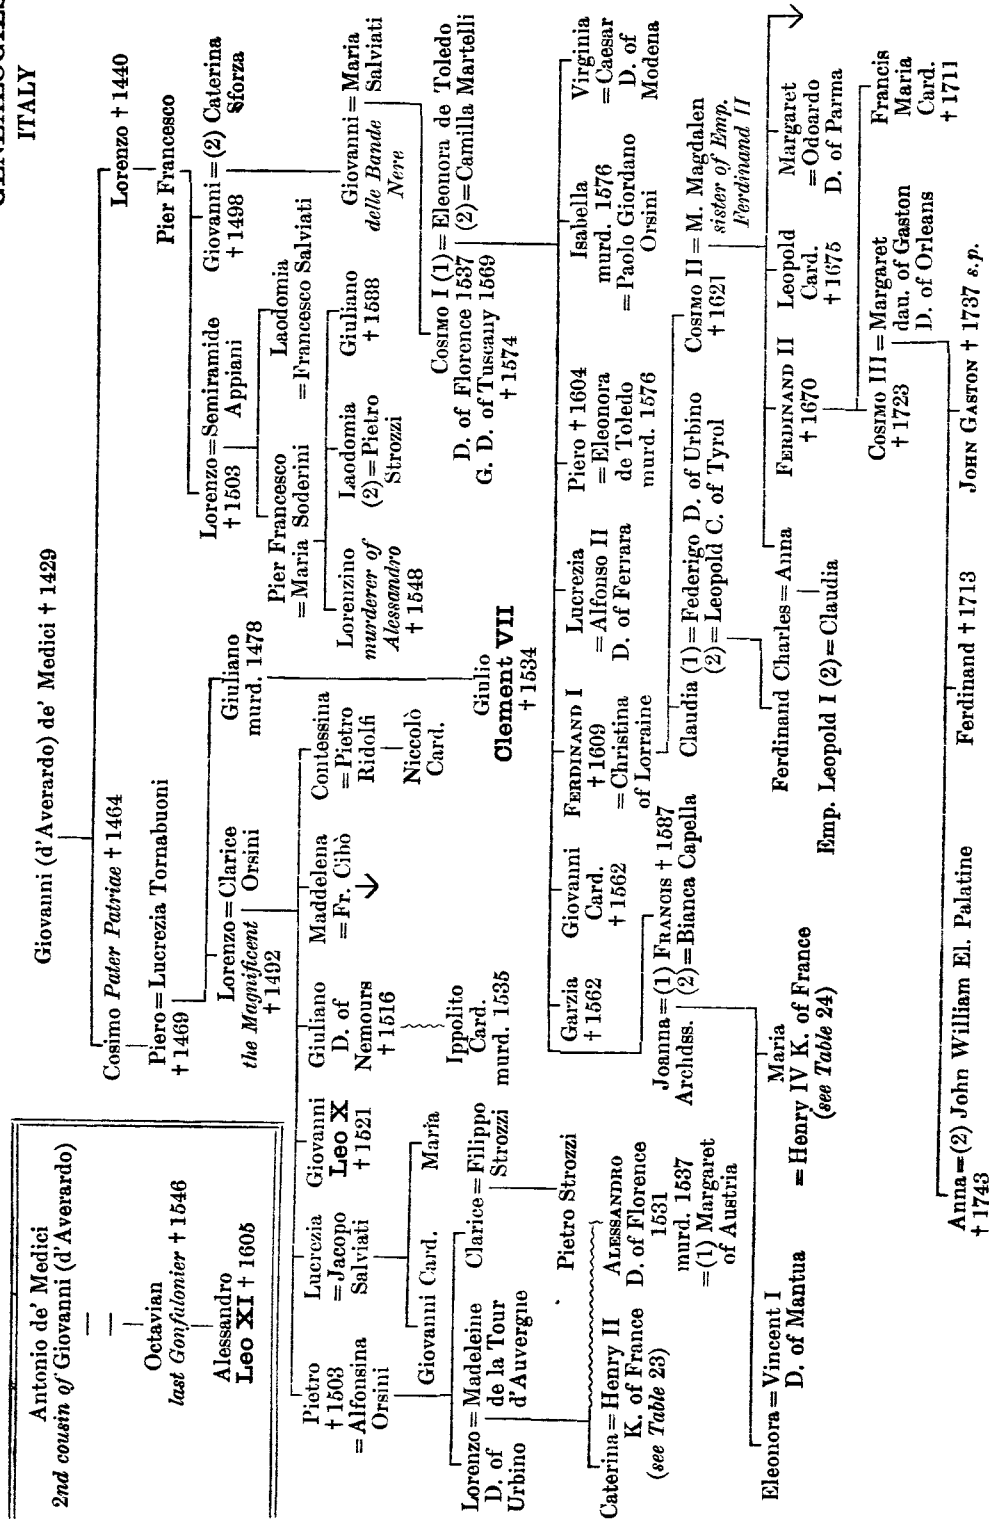 GENEALOGIES
ITALY
Giovanni (d'Averardo) de' Medici † 1429
Antonio de' Medici
2nd cousin of Giovanni (d'Averardo)
Octavian
last Gonfalonier † 1546
Alessandro
Leo XI † 1605
Cosimo Pater Patriae † 1464
Lorenzo † 1440
Piero = Lucrezia Tornabuoni
† 1469
Pier Francesco
Lorenzo = Clarice
Orsini
the Magnificent
† 1492
Giuliano
murd. 1478
Lorenzo = Semiramide
† 1503 Appiani
Giovanni = (2) Caterina
† 1498 Sforza
Pietro
† 1503
= Alfonsina
Orsini
Lucrezia
= Jacopo
Salviati
Giovanni
Leo X
† 1521
Giuliano
D. of
Nemours
† 1516
Maddelena
= Fr. Cibò
Contessina
= Pietro
Ridolfi
Pier Francesco
= Maria Soderini
Laodomia
= Francesco Salviati
Giovanni = Maria
delle Bande Salviati
Nere
Giovanni Card.
Maria
Ippolito
Card.
murd. 1535
Niccolò
Card.
Giulio
Clement VII
† 1534
Lorenzino
murderer of
Alessandro
† 1548
Laodomia
(2) = Pietro
Strozzi
Giuliano
† 1588
Cosimo I (1) = Eleonora de Toledo
D. of Florence 1537 (2) = Camilla Martelli
G. D. of Tuscany 1569
† 1574
Lorenzo = Madeleine
D. of de la Tour
Urbino d'Auvergne
Clarice = Filippo
Strozzi
Pietro Strozzi
Caterina = Henry II
K. of France
(see Table 23)
Alessandro
D. of Florence
1531
murd. 1537
= (1) Margaret
of Austria
Garzia
† 1562
Giovanni
Card.
† 1562
Ferdinand I
† 1609
= Christina
of Lorraine
Lucrezia
= Alfonso II
D. of Ferrara
Piero † 1604
= Eleonora
de Toledo
murd. 1576
Isabella
murd. 1576
= Paolo Giordano
Orsini
Virginia
= Caesar
D. of
Modena
Joanna = (1) Francis † 1587
Archdss. (2) = Bianca Capella
Claudia (1) = Federigo D. of Urbino
(2) = Leopold C. of Tyrol
Cosimo II = M. Magdalen
† 1621 sister of Emp.
Ferdinand II
Eleonora = Vincent I
D. of Mantua
Maria
= Henry IV K. of France
(see Table 24)
Ferdinand Charles = Anna
Emp. Leopold I (2) = Claudia
Ferdinand II
† 1670
Leopold
Card.
† 1675
Margaret
= Odoardo
D. of Parma
Cosimo III = Margaret
† 1723 dau. of Gaston
D. of Orleans
Francis
Maria
Card.
† 1711
Anna = (2) John William El. Palatine
† 1743
Ferdinand † 1713
John Gaston † 1737 s.p.